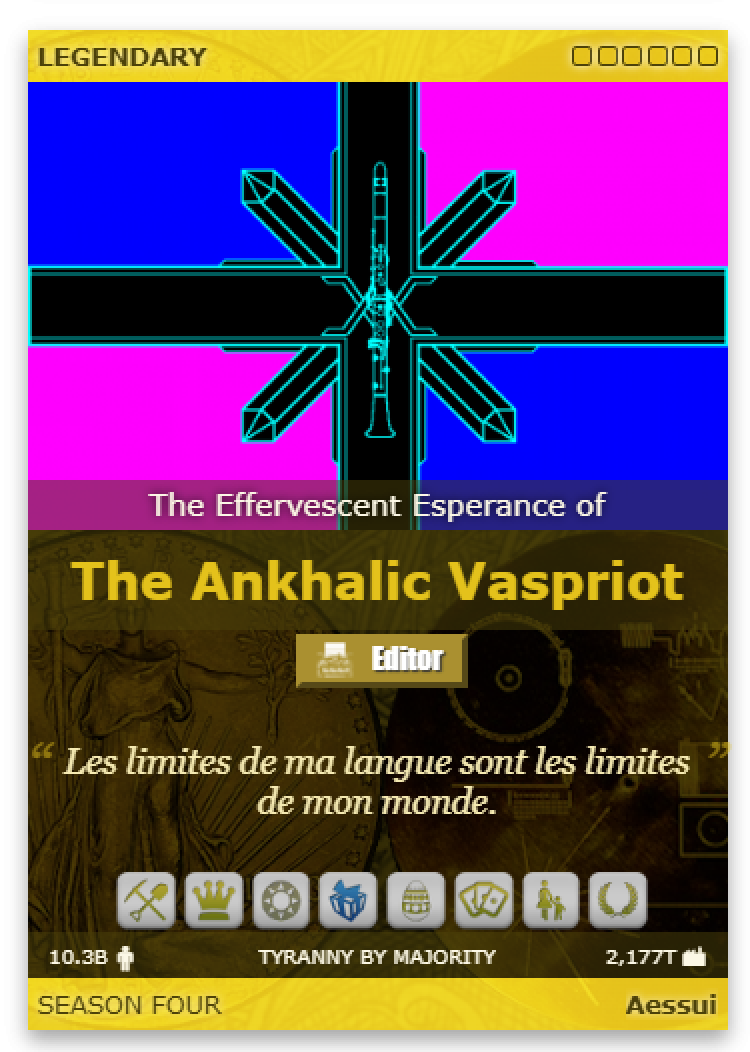 LEGENDARY
The Effervescent Esperance of
The Ankhalic Vaspriot
Editor
“ Les limites de ma langue sont les limites ”
de mon monde.
10.3B TYRANNY BY MAJORITY 2,177T
SEASON FOUR Aessui